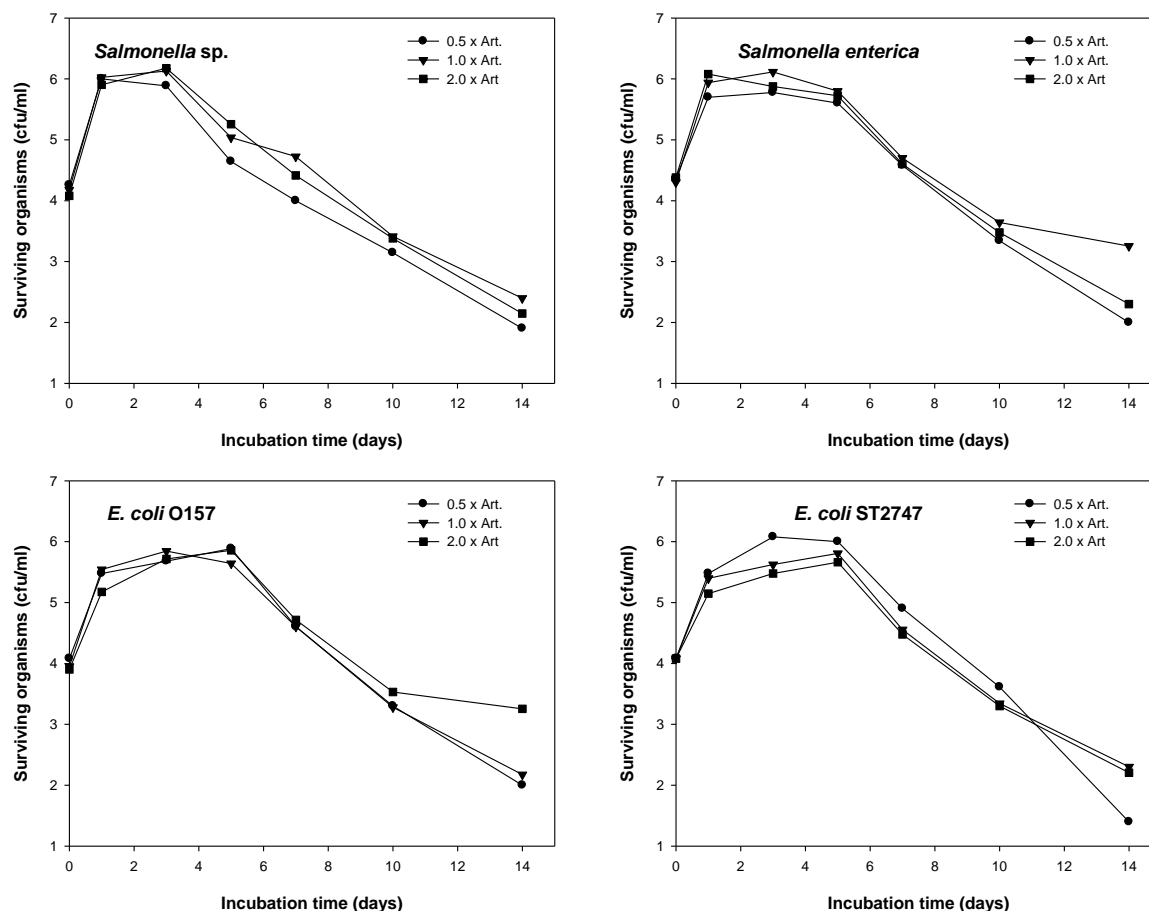 Salmonella sp.
0.5 x Art.
1.0 x Art.
2.0 x Art
Surviving organisms (cfu/ml)
7
6
5
4
3
2
1
0 2 4 6 8 10 12 14
Incubation time (days)
Salmonella enterica
0.5 x Art.
1.0 x Art.
2.0 x Art
Surviving organisms (cfu/ml)
7
6
5
4
3
2
1
0 2 4 6 8 10 12 14
Incubation time (days)
E. coli O157
0.5 x Art.
1.0 x Art.
2.0 x Art
Surviving organisms (cfu/ml)
7
6
5
4
3
2
1
0 2 4 6 8 10 12 14
Incubation time (days)
E. coli ST2747
0.5 x Art.
1.0 x Art.
2.0 x Art
Surviving organisms (cfu/ml)
7
6
5
4
3
2
1
0 2 4 6 8 10 12 14
Incubation time (days)